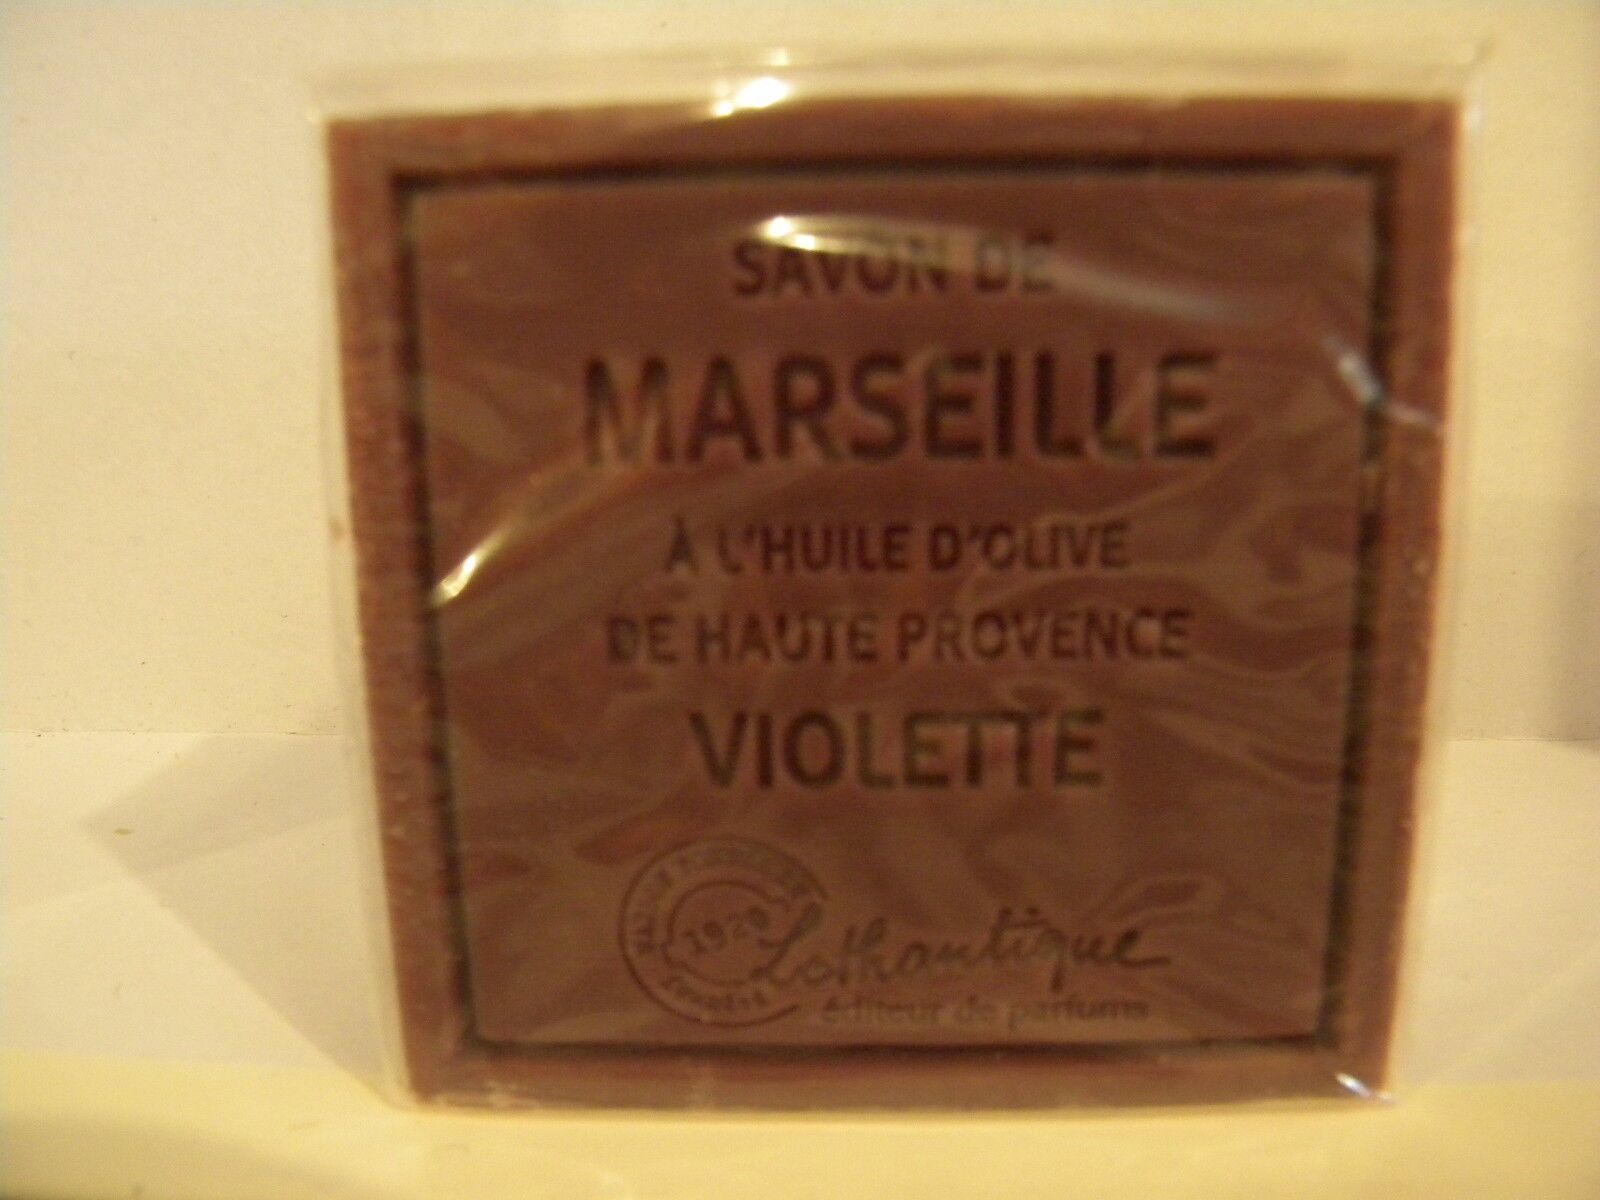 SAVON DE
MARSEILLE
À L'HUILE D'OLIVE
DE HAUTE PROVENCE
VIOLETTE
1920
Lothantique
éditeur de parfums